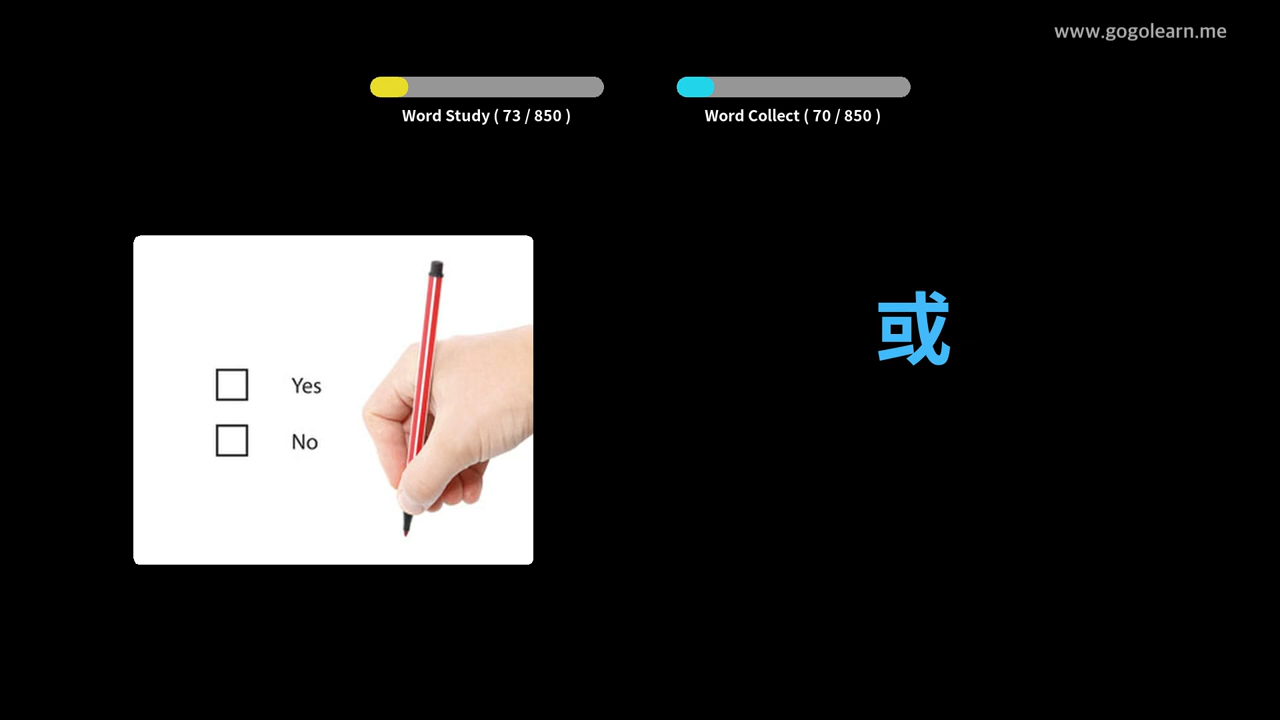 www.gogolearn.me
Word Study ( 73 / 850 )
Word Collect ( 70 / 850 )
或
Yes
No